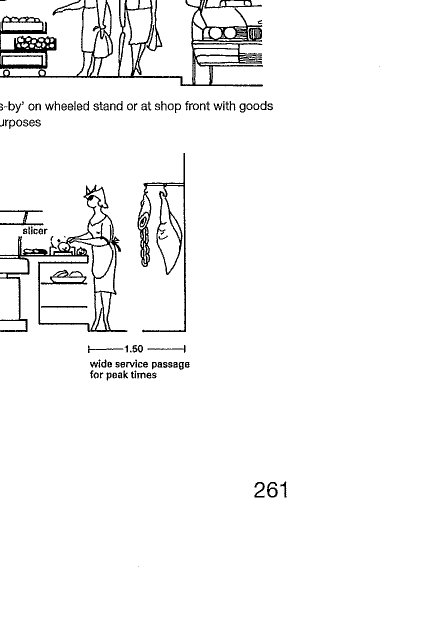 s-by' on wheeled stand or at shop front with goods
urposes
slicer
1.50
wide service passage
for peak times
261